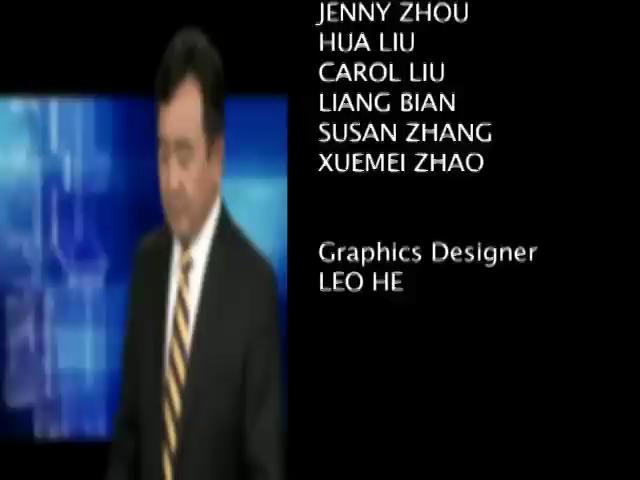 JENNY ZHOU
HUA LIU
CAROL LIU
LIANG BIAN
SUSAN ZHANG
XUEMEI ZHAO
Graphics Designer
LEO HE